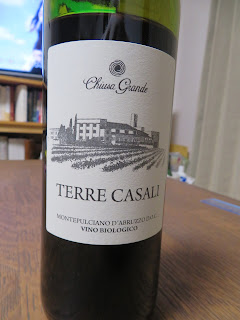 Chiusa Grande
TERRE CASALI
MONTEPULCIANO D'ABRUZZO D.O.C.
VINO BIOLOGICO